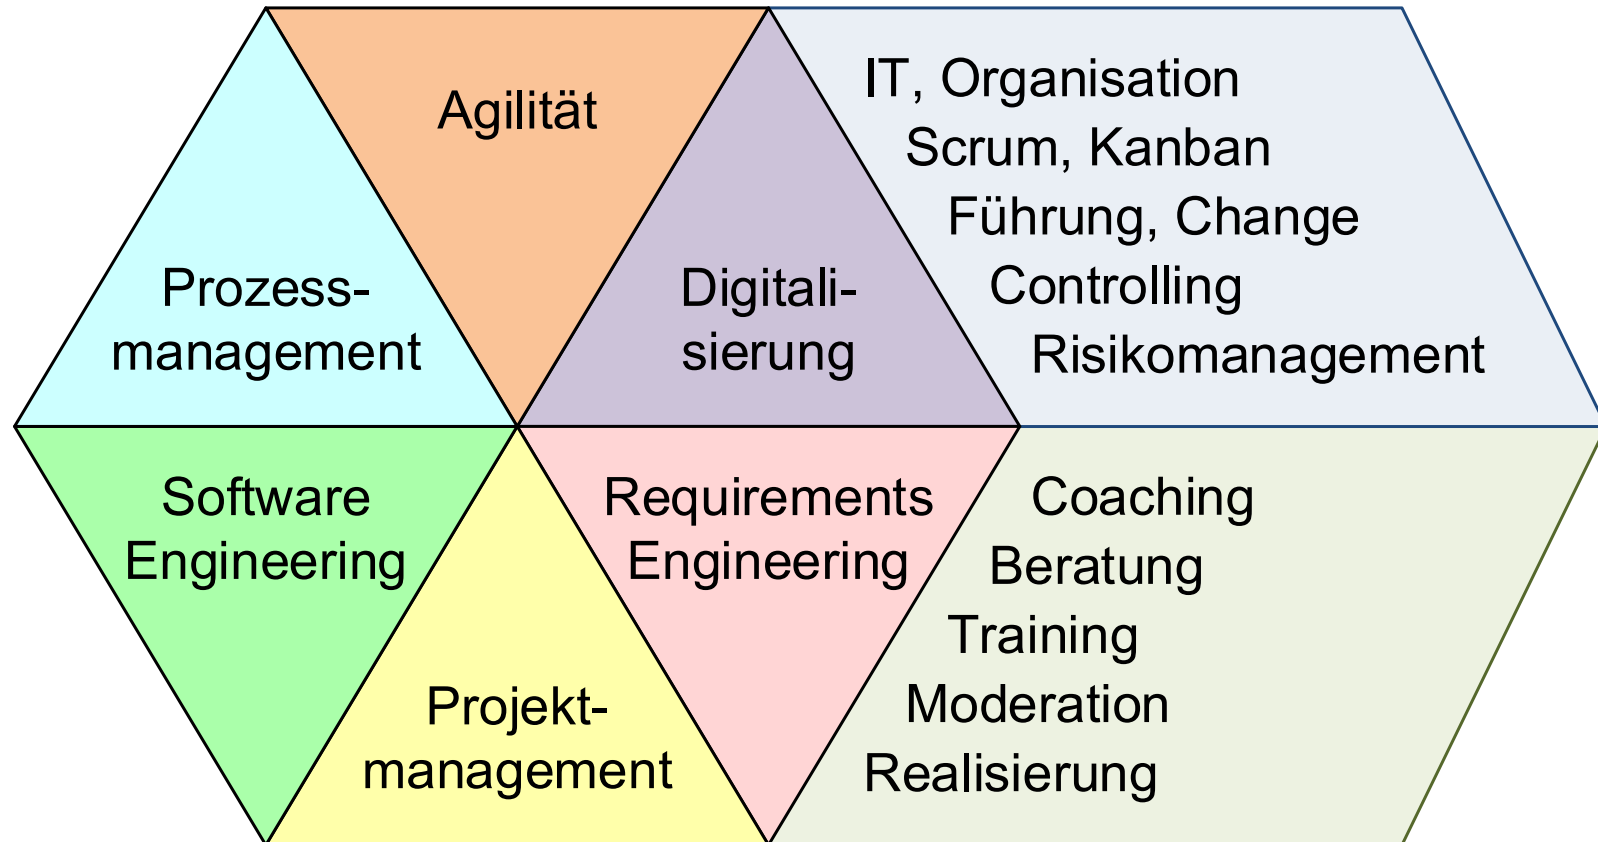 Agilität
Prozess-
management
Digitali-
sierung
IT, Organisation
Scrum, Kanban
Führung, Change
Controlling
Risikomanagement
Software
Engineering
Projekt-
management
Requirements
Engineering
Coaching
Beratung
Training
Moderation
Realisierung